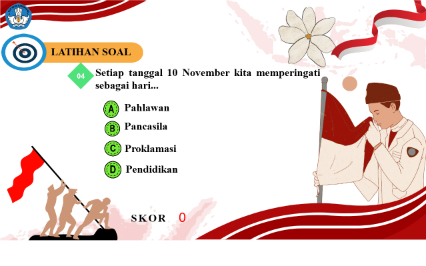 LATIHAN SOAL
04
Setiap tanggal 10 November kita memperingati
sebagai hari...
A Pahlawan
B Pancasila
C Proklamasi
D Pendidikan
SKOR 0